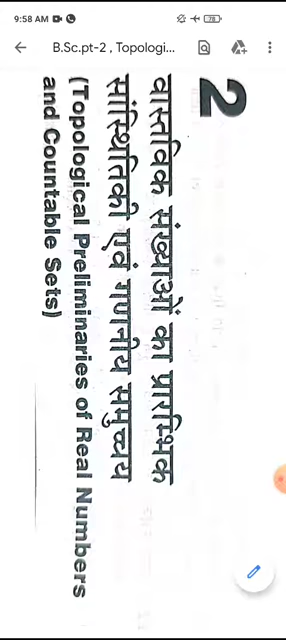 9:58 AM
78
B.Sc.pt-2 , Topologi...
2
वास्तविक संख्याओं का प्रारम्भिक
सांस्थितिकी एवं गणनीय समुच्चय
(Topological Preliminaries of Real Numbers
and Countable Sets)